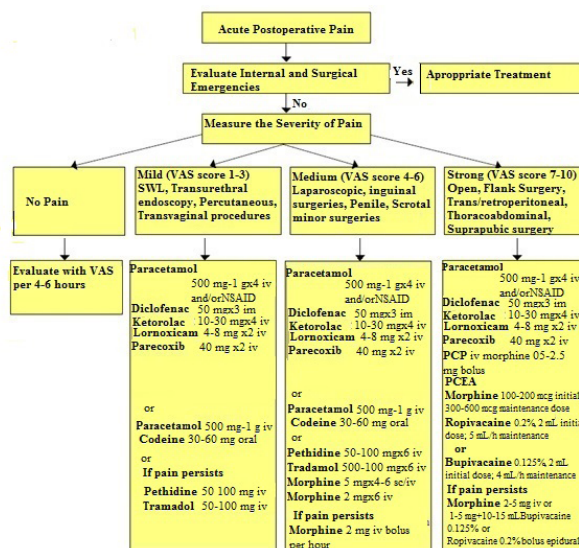 Acute Postoperative Pain
Evaluate Internal and Surgical
Emergencies
Yes
Aproppriate Treatment
No
Measure the Severity of Pain
No Pain
Mild (VAS score 1-3)
SWL, Transurethral
endoscopy, Percutaneous,
Transvaginal procedures
Medium (VAS score 4-6)
Laparoscopic, inguinal
surgeries, Penile, Scrotal
minor surgeries
Strong (VAS score 7-10)
Open, Flank Surgery,
Trans/retroperitoneal,
Thoracoabdominal,
Suprapubic surgery
Evaluate with VAS
per 4-6 hours
Paracetamol
500 mg-1 gx4 iv
and/orNSAID
Diclofenac 50 mgx3 im
Ketorolac 10-30 mgx4 iv
Lornoxicam 4-8 mg x2 iv
Parecoxib 40 mg x2 iv
or
Paracetamol 500 mg-1 g iv
Codeine 30-60 mg oral
or
If pain persists
Pethidine 50 100 mg iv
Tramadol 50-100 mg iv
Paracetamol
500 mg-1 gx4 iv
and/orNSAID
Diclofenac 50 mgx3 im
Ketorolac 10-30 mgx4 iv
Lornoxicam 4-8 mg x2 iv
Parecoxib 40 mg x2 iv
or
Paracetamol 500 mg-1 g iv
Codeine 30-60 mg oral
or
Pethidine 50-100 mgx6 iv
Tradamol 500-100 mgx6 iv
Morphine 5 mgx4-6 sc/iv
Morphine 2 mgx6 iv
If pain persists
Morphine 2 mg iv bolus
per hour
Paracetamol
500 mg-1 gx4 iv
and/orNSAID
Diclofenac 50 mgx3 im
Ketorolac 10-30 mgx4 iv
Lornoxicam 4-8 mg x2 iv
Parecoxib 40 mg x2 iv
PCP iv morphine 05-2.5
mg bolus
PCEA
Morphine 100-200 mcg initial
300-600 mcg maintenance dose
Ropivacaine 0.2%, 2 mL initial
dose; 5 mL/h maintenance
or
Bupivacaine 0.125%, 2 mL
initial dose; 4 mL/h maintenance
If pain persists
Morphine 2-5 mg iv or
1-5 mg+10-15 mLBupivacaine
0.125% or
Ropivacaine 0.2% bolus epidural